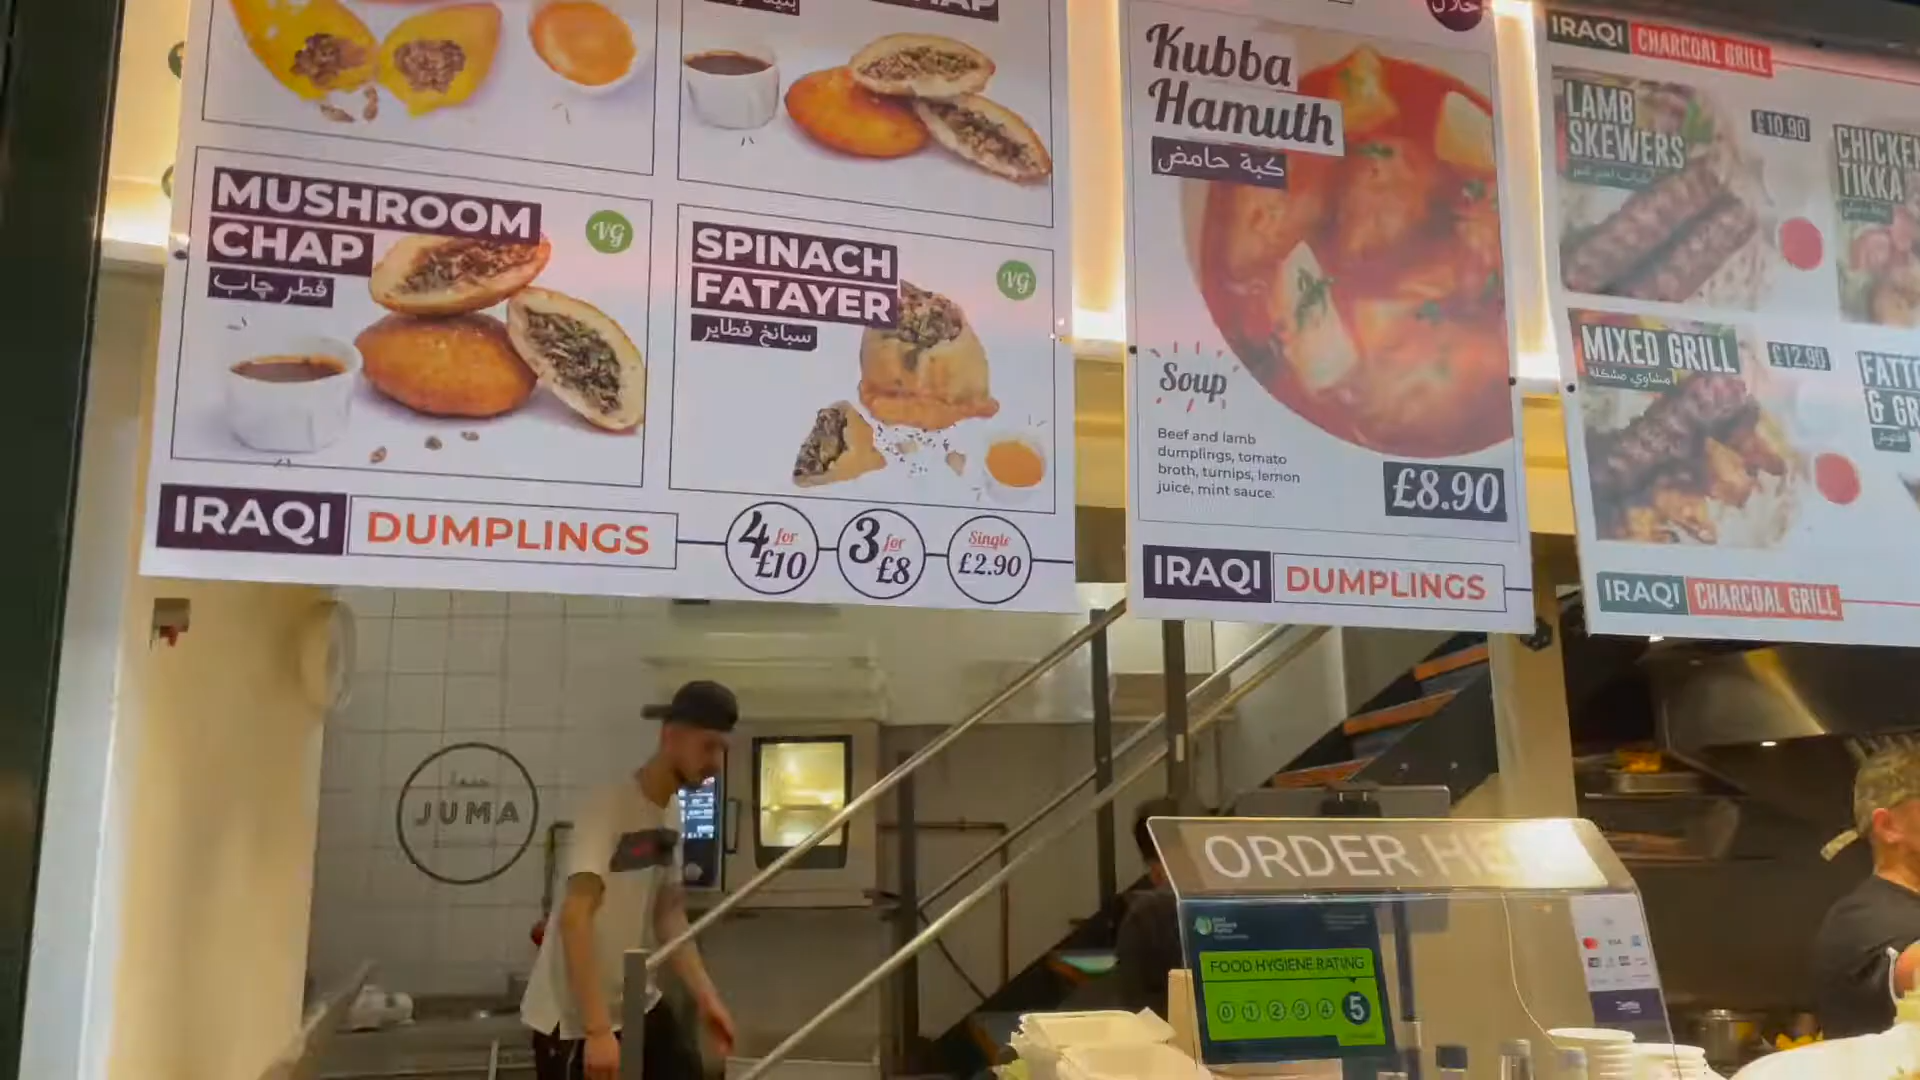 MUSHROOM
CHAP
فطر چاب
VG
SPINACH
FATAYER
سبانخ فطاير
VG
IRAQI DUMPLINGS
4 for £10
3 for £8
Single £2.90
حلال
Kubba
Hamuth
كبة حامض
Soup
Beef and lamb
dumplings, tomato
broth, turnips, lemon
juice, mint sauce.
£8.90
IRAQI DUMPLINGS
IRAQI CHARCOAL GRILL
LAMB
SKEWERS
£10.90
CHICKEN
TIKKA
MIXED GRILL
مشاوي مشكلة
£12.90
& GR
IRAQI CHARCOAL GRILL
JUMA
ORDER HE
FOOD HYGIENE RATING
0 1 2 3 4 5
VISA